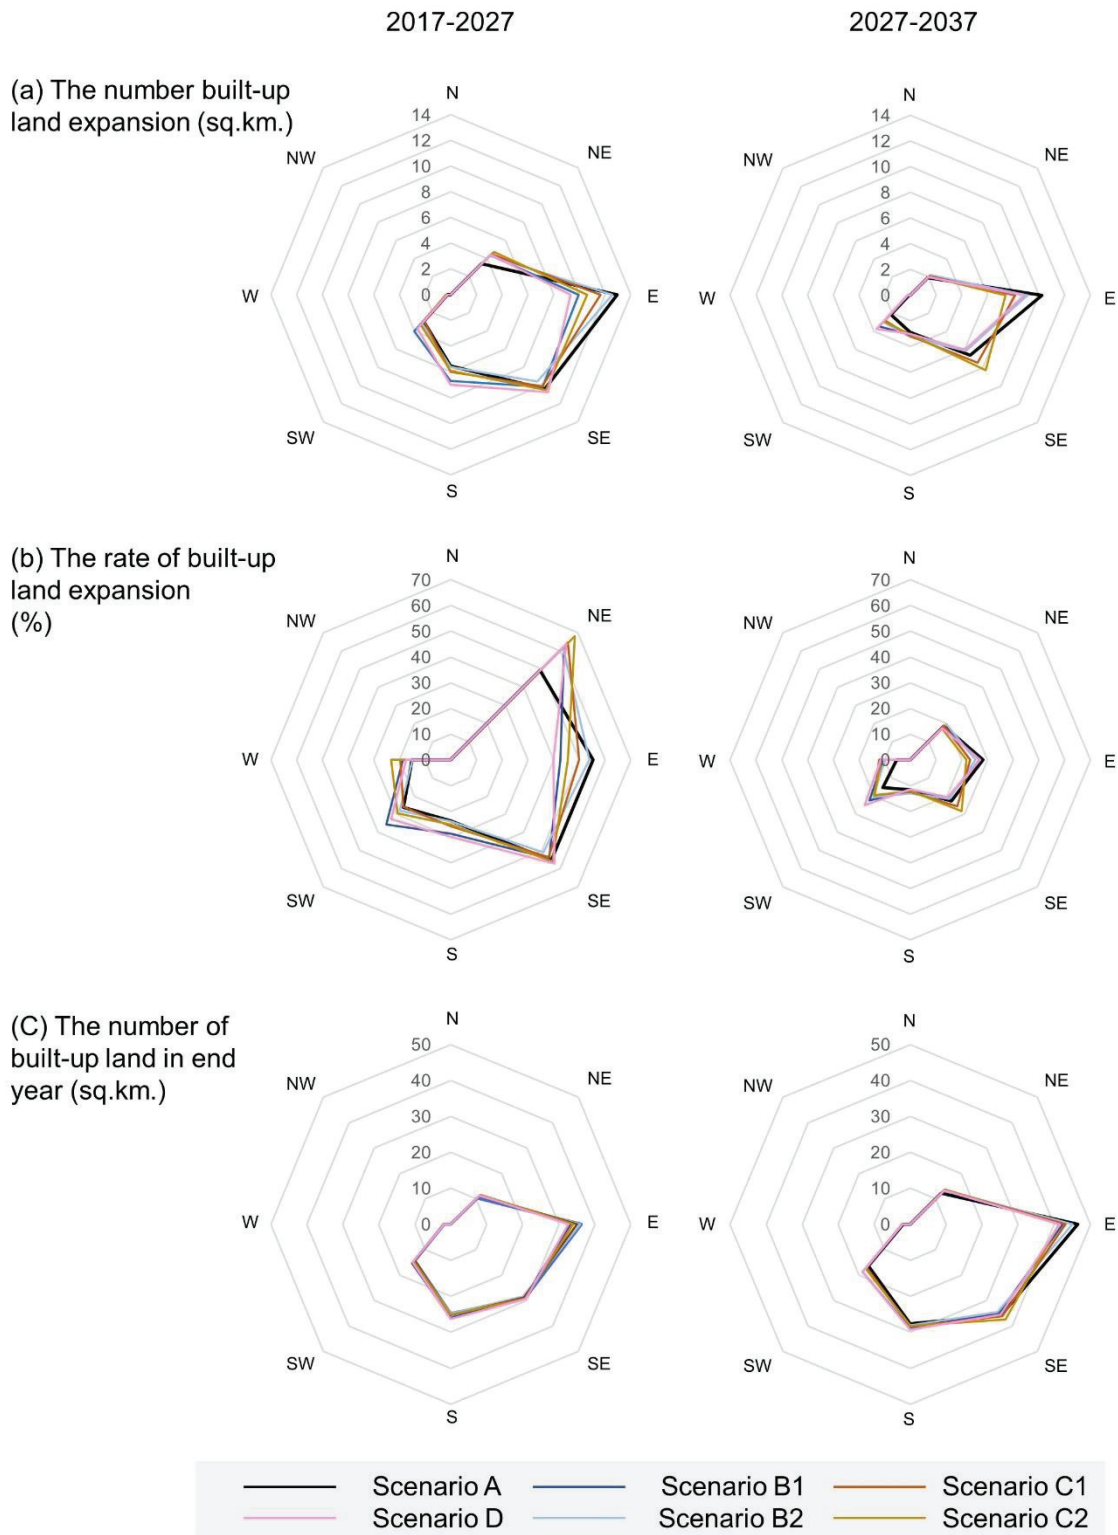 2017-2027
2027-2037
(a) The number built-up
land expansion (sq.km.)
N
NE
E
SE
S
SW
W
NW
14
12
10
8
6
4
2
0
N
NE
E
SE
S
SW
W
NW
14
12
10
8
6
4
2
0
(b) The rate of built-up
land expansion
(%)
N
NE
E
SE
S
SW
W
NW
70
60
50
40
30
20
10
0
N
NE
E
SE
S
SW
W
NW
70
60
50
40
30
20
10
0
(C) The number of
built-up land in end
year (sq.km.)
N
NE
E
SE
S
SW
W
NW
50
40
30
20
10
0
N
NE
E
SE
S
SW
W
NW
50
40
30
20
10
0
Scenario A
Scenario B1
Scenario C1
Scenario D
Scenario B2
Scenario C2